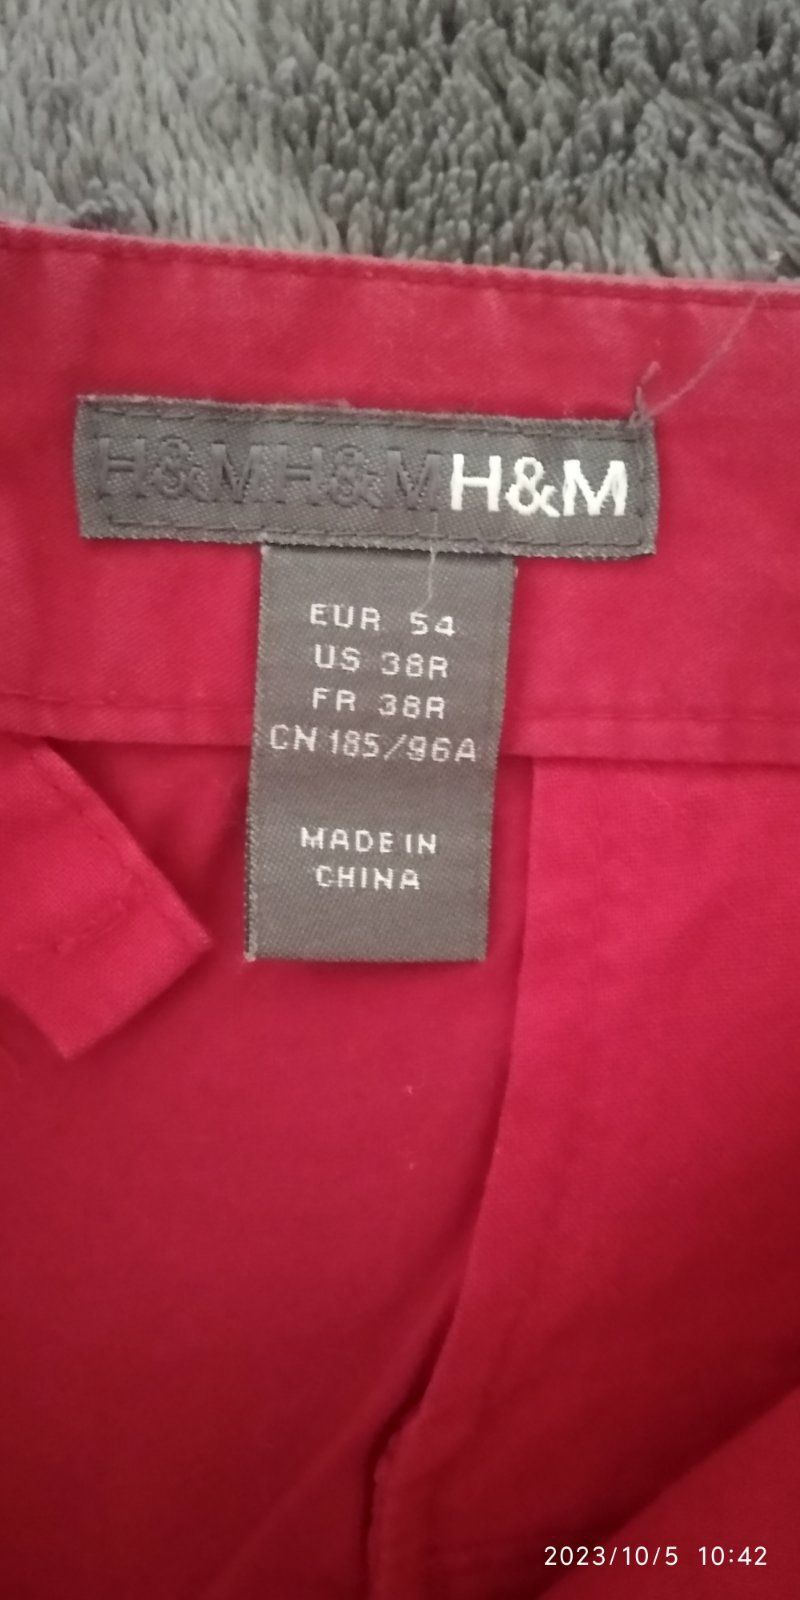 H&MH&MH&M
EUR 54
US 38R
FR 38R
CN 185/96A
MADE IN
CHINA
2023/10/5 10:42